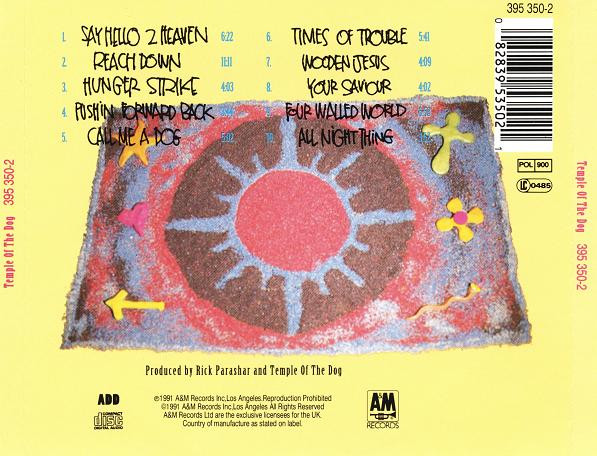 395 350-2
1. SAY HELLO 2 HEAVEN 6:22
2. REACH DOWN 11:11
3. HUNGER STRIKE 4:03
4. PUSHIN FORWARD BACK
5. CALL ME A DOG 5:02
6. TIMES OF TROUBLE 5:41
7. WOODEN JESUS 4:09
8. YOUR SAVIOUR 4:02
FOUR WALLED WORLD
10. ALL NIGHT THING
0 82839 53502 1
POL 900
LC 0485
Temple Of The Dog 395 350-2
Temple Of The Dog 395 350-2
Produced by Rick Parashar and Temple Of The Dog
ADD
COMPACT
disc
DIGITAL AUDIO
℗1991 A&M Records Inc,Los Angeles.Reproduction Prohibited
©1991 A&M Records Inc,Los Angeles All Rights Reserved
A&M Records Ltd are the exclusive licensees for the UK.
Country of manufacture as stated on label.
A&M
RECORDS